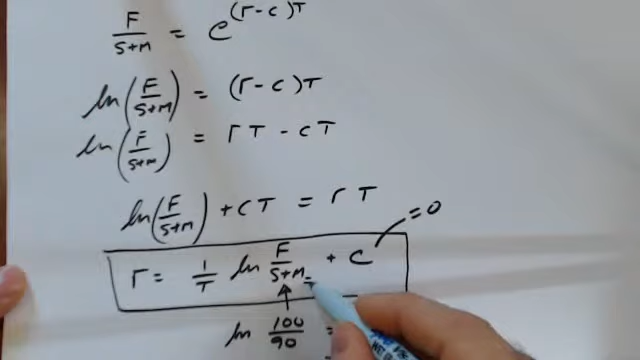 F/(S+M) = e^((r-c)T)
ln(F/(S+M)) = (r-c)T
ln(F/(S+M)) = rT - cT
ln(F/(S+M)) + cT = rT
r = 1/T ln F/(S+M) + c = 0
ln 100/90 =